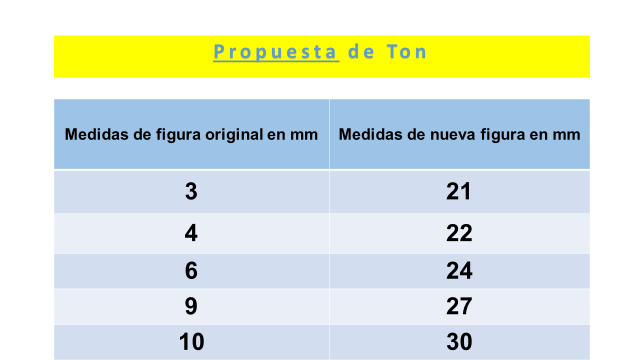 Propuesta de Ton
Medidas de figura original en mm Medidas de nueva figura en mm
3 21
4 22
6 24
9 27
10 30